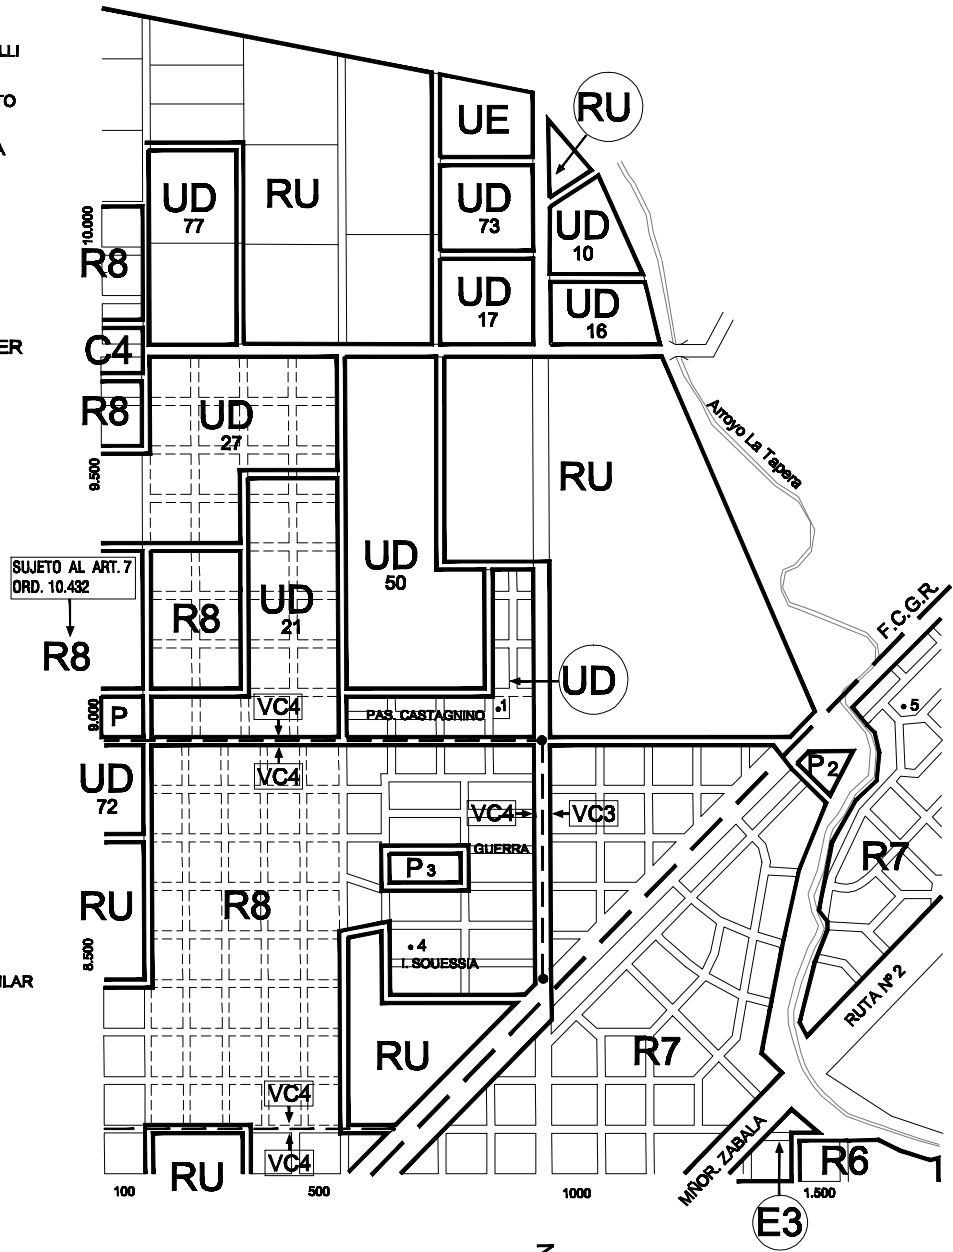 LLI
TO
A
UE
RU
UD
77
RU
UD
73
UD
10
10.000
R8
UD
17
UD
16
ER
C4
R8
UD
27
Arroyo La Tapera
9.500
RU
UD
50
SUJETO AL ART. 7
ORD. 10.432
R8
UD
21
F.C.G.R.
R8
UD
P
9.000
VC4
PAS. CASTAGNINO
1
5
VC4
P 2
UD
72
VC4
VC3
GUERRA
P 3
R7
RU
R8
8.500
4
I. SOUESSIA
ILAR
RUTA Nº 2
RU
R7
VC4
MÑOR. ZABALA
VC4
RU
R6
1
100
500
1000
1.500
E3
N